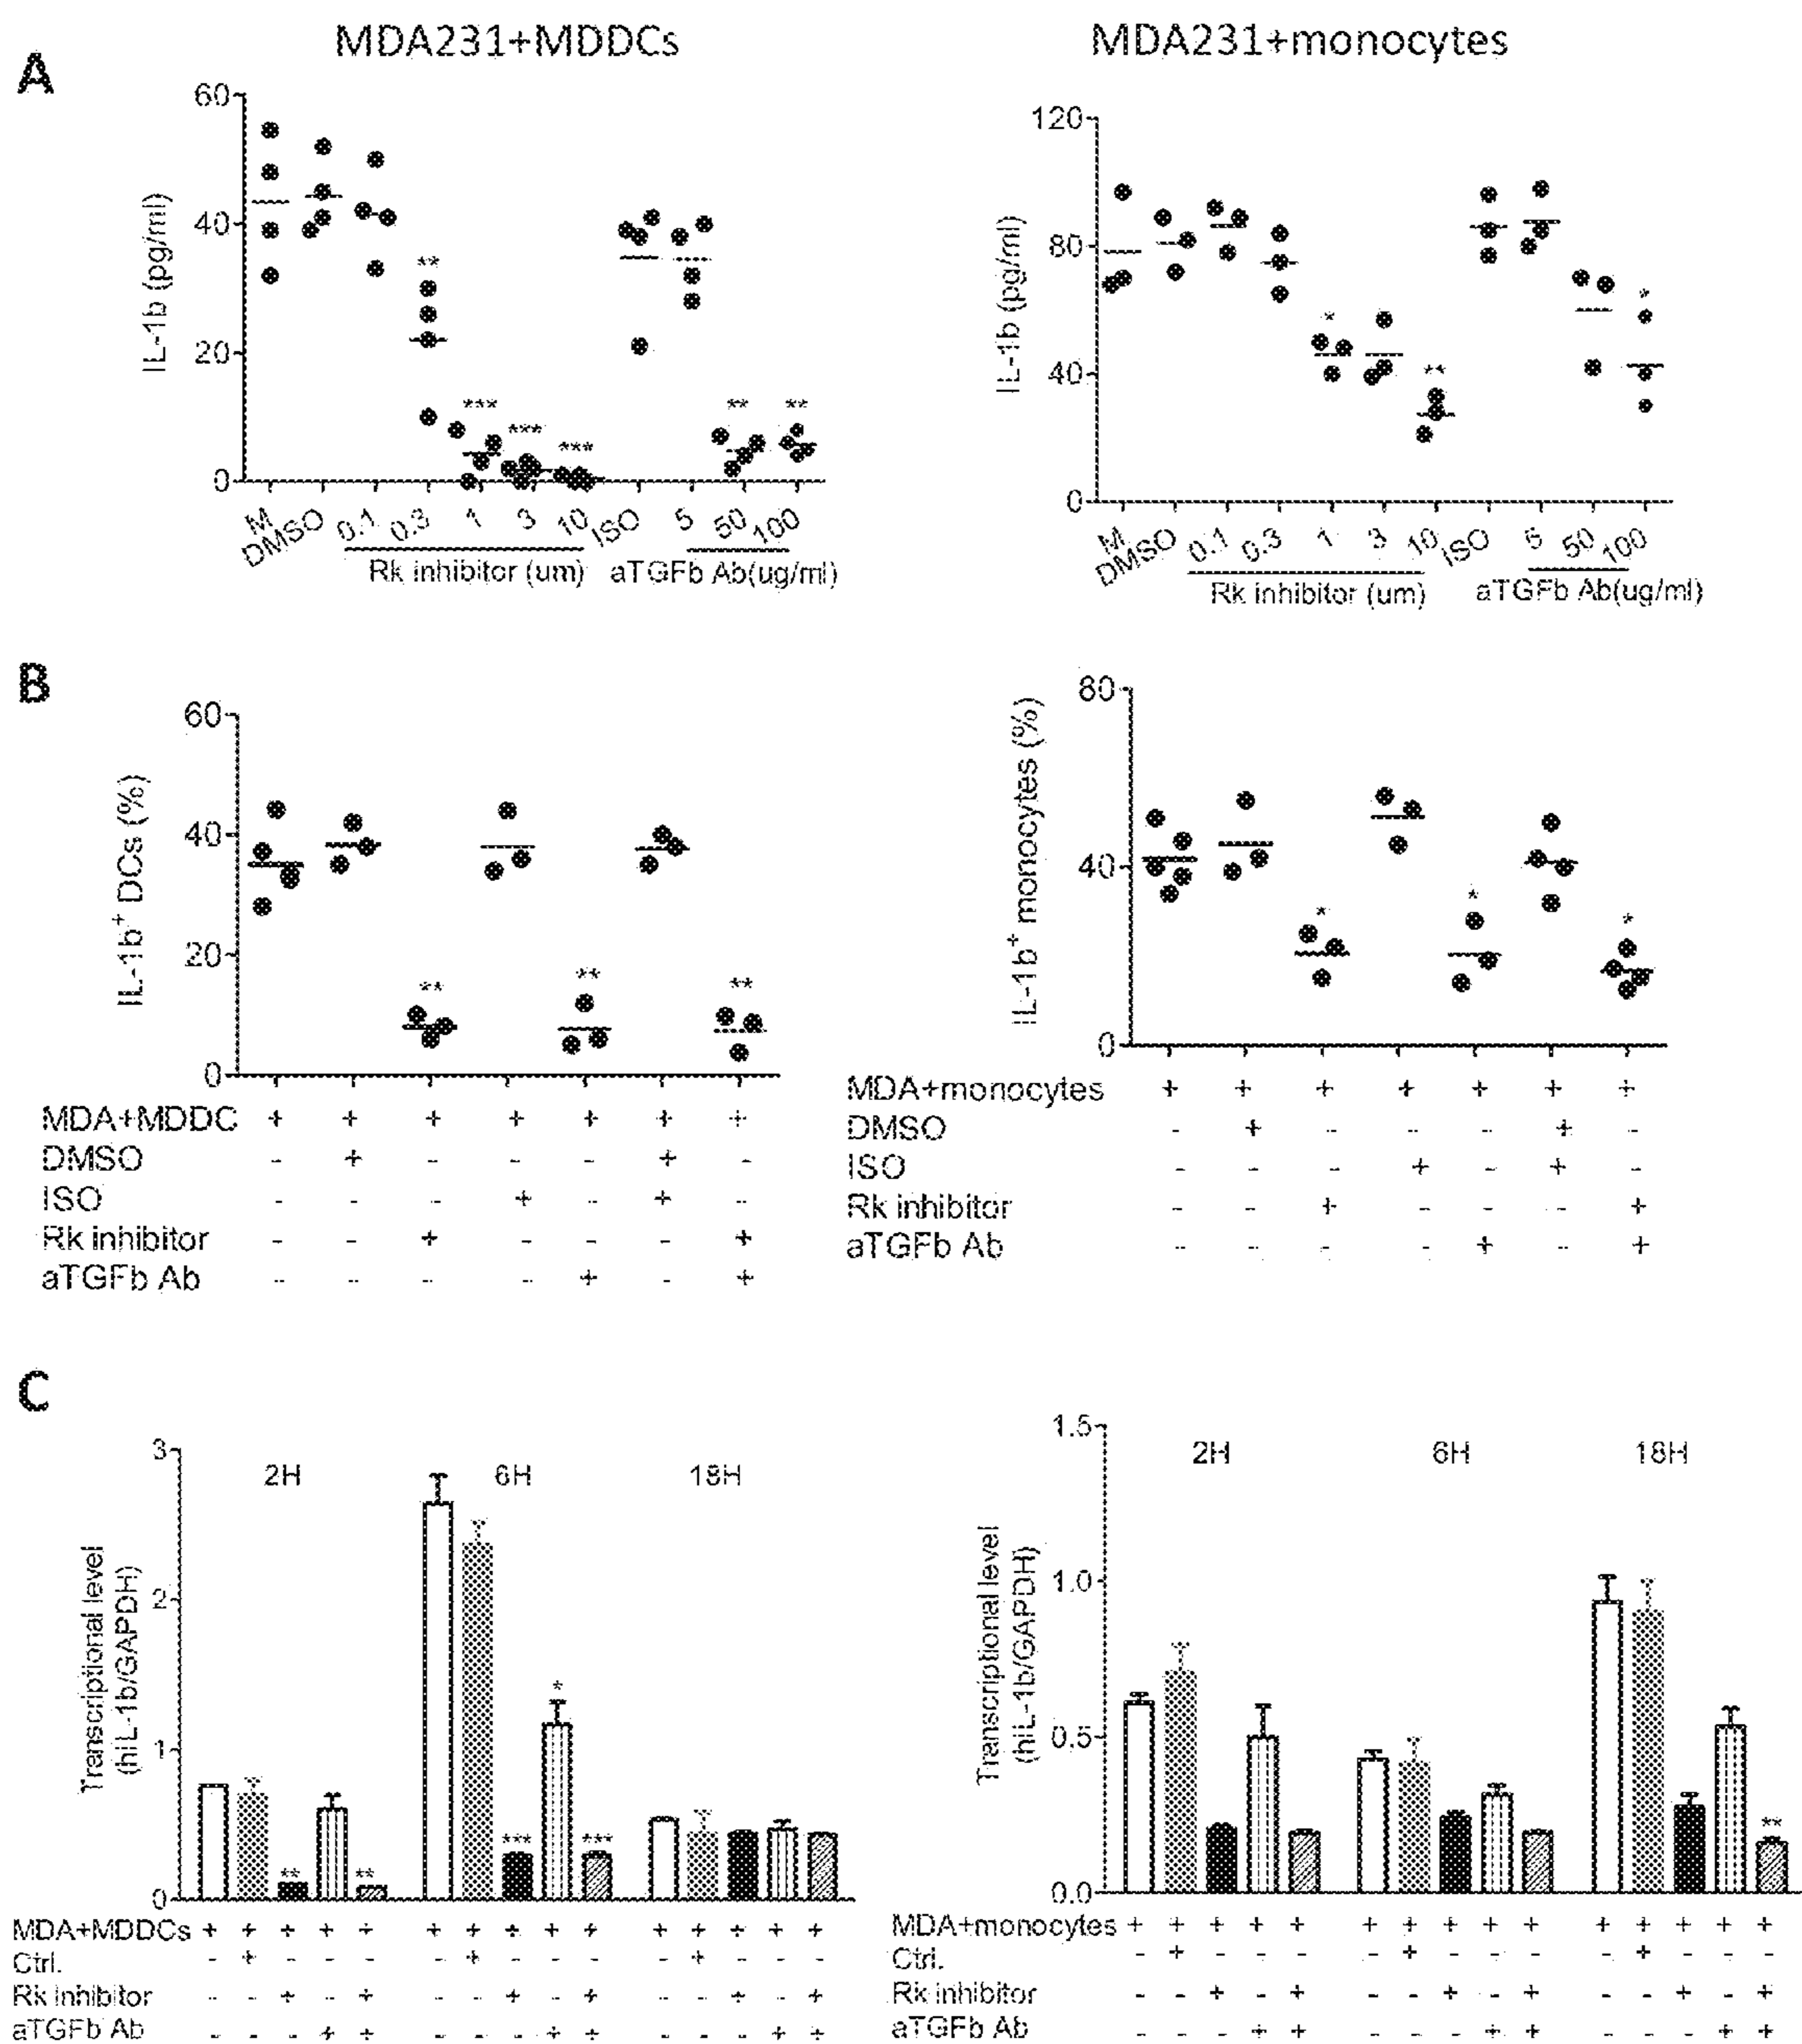 MDA231+MDDCs
MDA231+monocytes
A
60
40
20
0
IL-1b (pg/ml)
** *** *** *** ** **
M DMSO 0.1 0.3 1 3 10 ISO 5 50 100
Rk inhibitor (um) aTGFb Ab(ug/ml)
120
80
40
0
IL-1b (pg/ml)
* ** *
M DMSO 0.1 0.3 1 3 10 ISO 5 50 100
Rk inhibitor (um) aTGFb Ab(ug/ml)
B
60
40
20
0
IL-1b+ DCs (%)
** ** **
MDA+MDDC + + + + + + +
DMSO - + - - - + -
ISO - - - + - + -
Rk inhibitor - - + - - - +
aTGFb Ab - - - - + - +
80
40
0
IL-1b+ monocytes (%)
* * *
MDA+monocytes + + + + + + +
DMSO - + - - - + -
ISO - - - + - + -
Rk inhibitor - - + - - - +
aTGFb Ab - - - - + - +
C
3
2
1
0
Transcriptional level
(hIL-1b/GAPDH)
2H 6H 18H
** ** *** * ***
MDA+MDDCs + + + + + + + + + + + + + + +
Ctrl. - + - - - - + - - - - + - - -
Rk inhibitor - - + - + - - + - + - - + - +
aTGFb Ab - - - + + - - - + + - - - + +
1.5
1.0
0.5
0.0
Transcriptional level
(hIL-1b/GAPDH)
2H 6H 18H
**
MDA+monocytes + + + + + + + + + + + + + + +
Ctrl. - + - - - - + - - - - + - - -
Rk inhibitor - - + - + - - + - + - - + - +
aTGFb Ab - - - + + - - - + + - - - + +